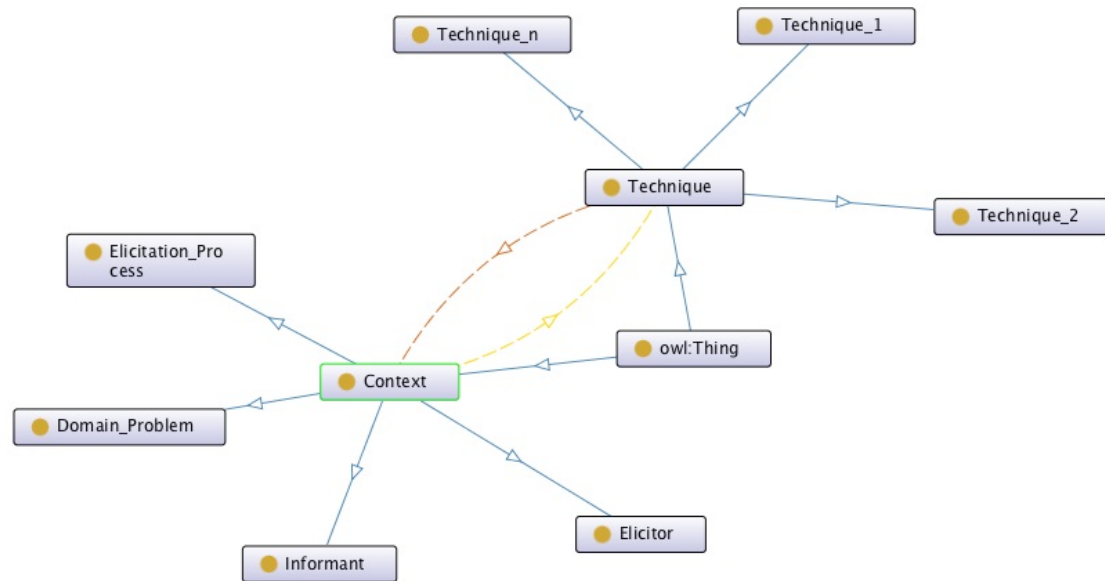 Technique_1
Technique_n
Technique
Technique_2
Elicitation_Pro
cess
owl:Thing
Context
Domain_Problem
Elicitor
Informant